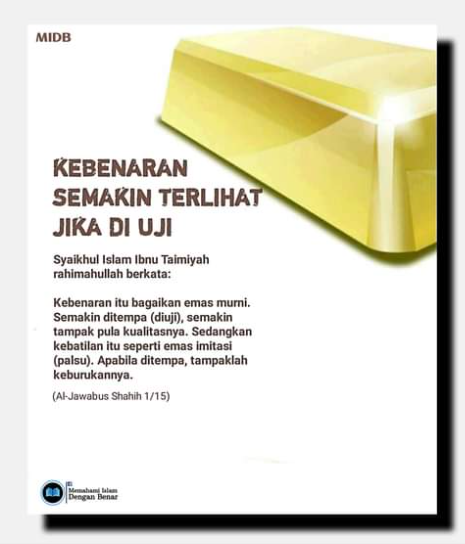 MIDB
KEBENARAN
SEMAKIN TERLIHAT
JIKA DI UJI
Syaikhul Islam Ibnu Taimiyah
rahimahullah berkata:
Kebenaran itu bagaikan emas murni.
Semakin ditempa (diuji), semakin
tampak pula kualitasnya. Sedangkan
kebatilan itu seperti emas imitasi
(palsu). Apabila ditempa, tampaklah
keburukannya.
(Al-Jawabus Shahih 1/15)
Memahami Islam
Dengan Benar